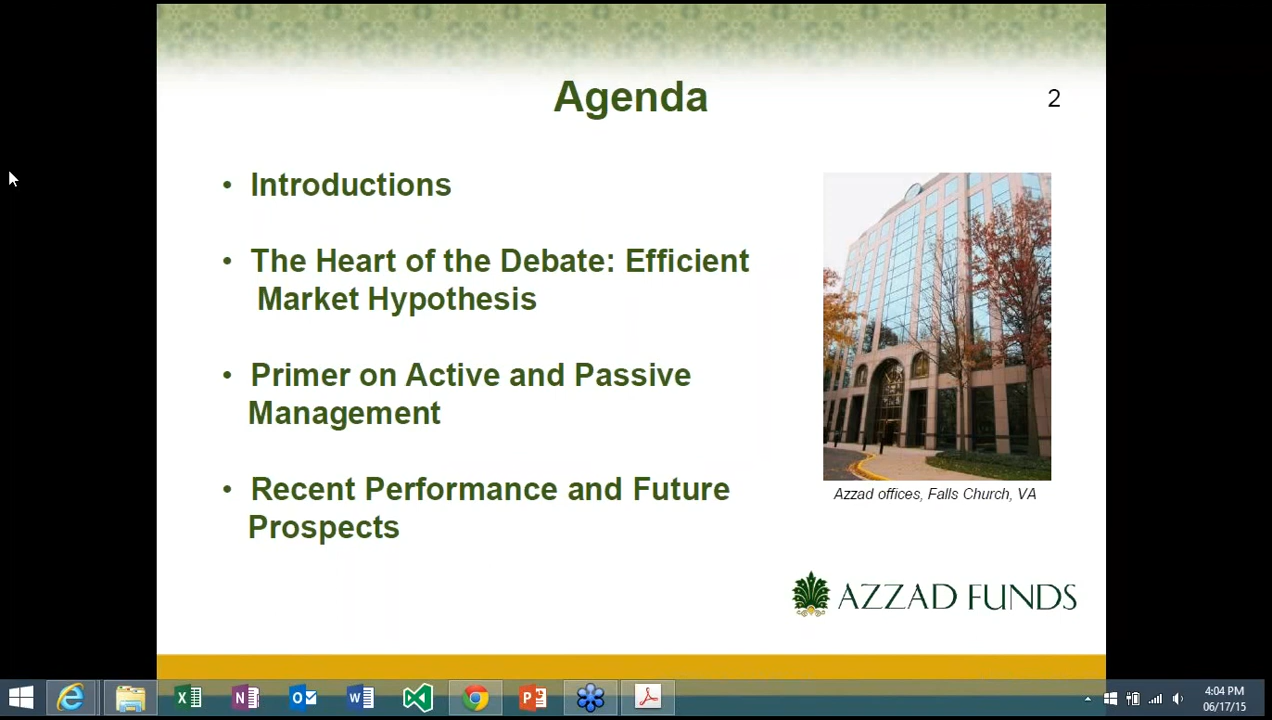 Agenda
2
• Introductions
• The Heart of the Debate: Efficient
Market Hypothesis
• Primer on Active and Passive
Management
• Recent Performance and Future
Prospects
Azzad offices, Falls Church, VA
AZZAD FUNDS
4:04 PM
06/17/15